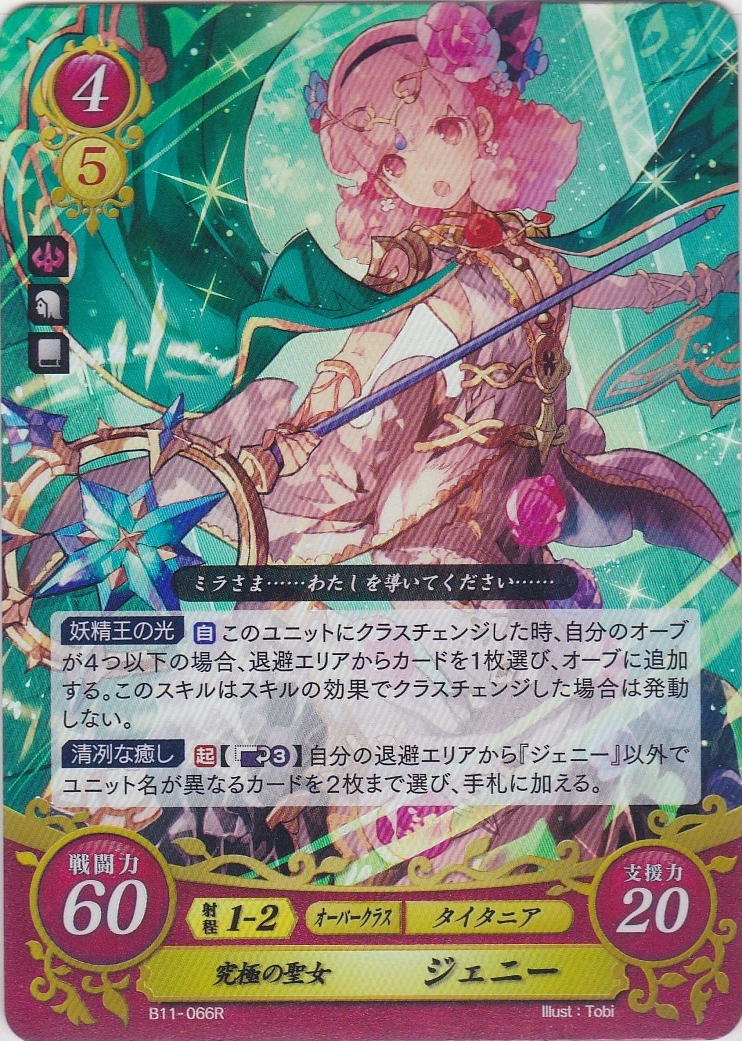 4
5
ミラさま……わたしを導いてください……
妖精王の光 自 このユニットにクラスチェンジした時、自分のオーブ
が4つ以下の場合、退避エリアからカードを1枚選び、オーブに追加
する。このスキルはスキルの効果でクラスチェンジした場合は発動
しない。
清冽な癒し 起【3】自分の退避エリアから『ジェニー』以外で
ユニット名が異なるカードを2枚まで選び、手札に加える。
戦闘力
60
射程 1-2 オーバークラス タイタニア
支援力
20
究極の聖女 ジェニー
B11-066R Illust : Tobi